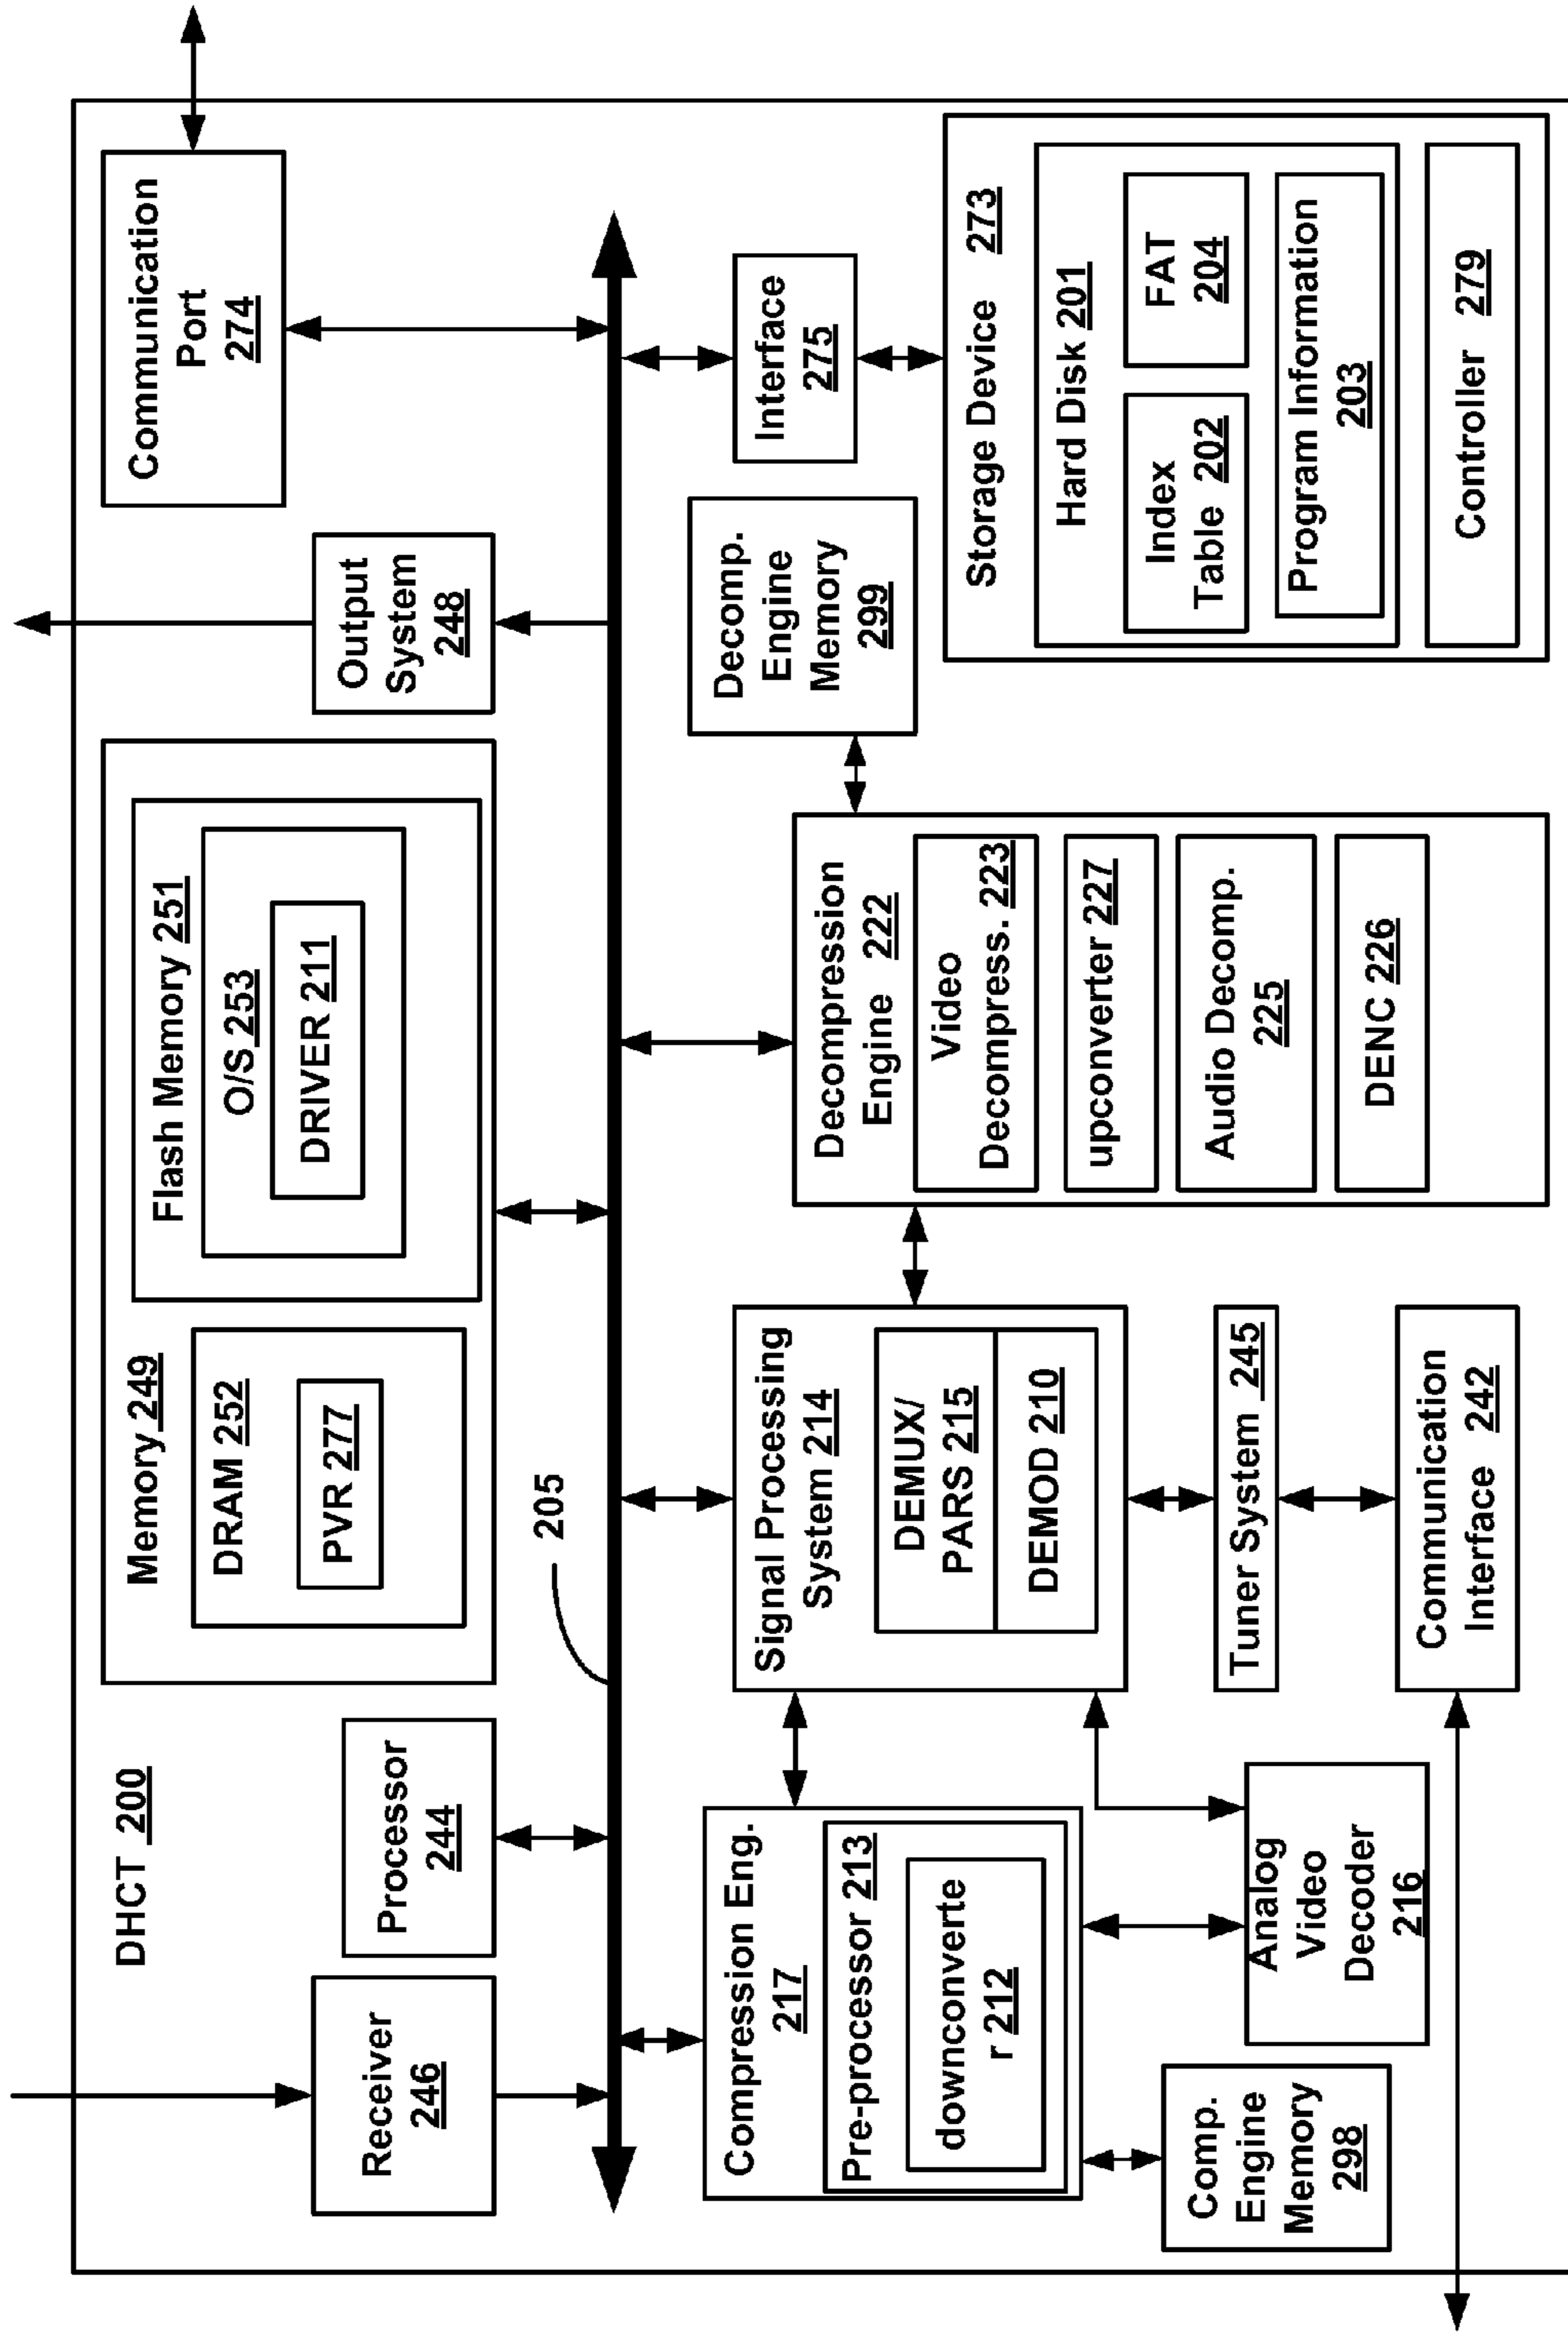 DHCT 200
Receiver
246
Processor
244
Memory 249
DRAM 252
PVR 277
Flash Memory 251
O/S 253
DRIVER 211
Output
System
248
Communication
Port
274
205
Compression Eng.
217
Pre-processor 213
downconverte
r 212
Comp.
Engine
Memory
298
Analog
Video
Decoder
216
Signal Processing
System 214
DEMUX/
PARS 215
DEMOD 210
Tuner System 245
Communication
Interface 242
Decompression
Engine 222
Video
Decompress. 223
upconverter 227
Audio Decomp.
225
DENC 226
Decomp.
Engine
Memory
299
Interface
275
Storage Device 273
Hard Disk 201
Index
Table 202
FAT
204
Program Information
203
Controller 279